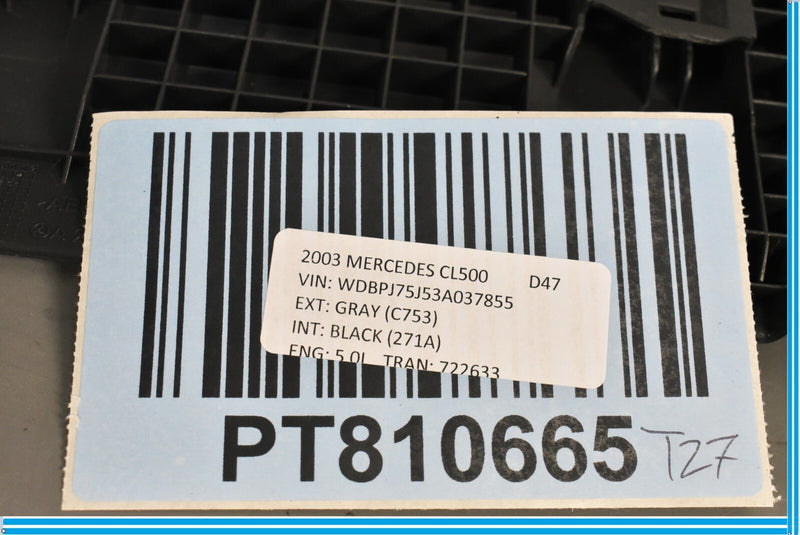 2003 MERCEDES CL500 D47
VIN: WDBPJ75J53A037855
EXT: GRAY (C753)
INT: BLACK (271A)
ENG: 5.0L TRAN: 722633
PT810665 T27